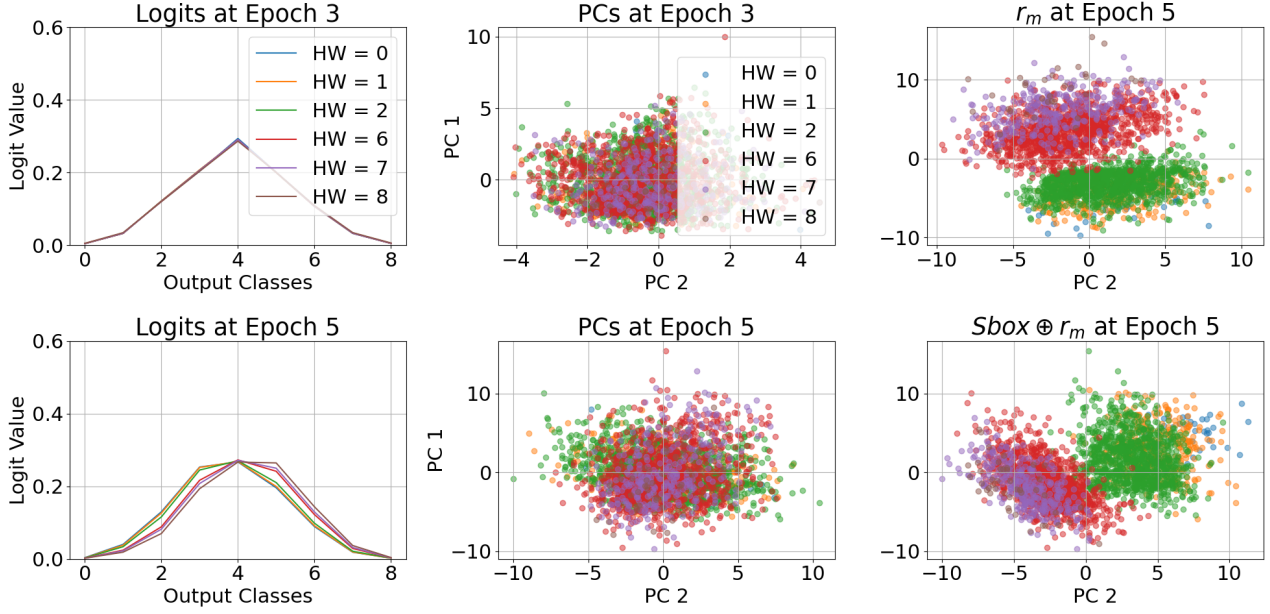 Logits at Epoch 3
Logit Value
0.6
0.4
0.2
0.0
HW = 0
HW = 1
HW = 2
HW = 6
HW = 7
HW = 8
0 2 4 6 8
Output Classes
PCs at Epoch 3
PC 1
10
5
0
HW = 0
HW = 1
HW = 2
HW = 6
HW = 7
HW = 8
−4 −2 0 2 4
PC 2
r_m at Epoch 5
10
0
−10
−10 −5 0 5 10
PC 2
Logits at Epoch 5
Logit Value
0.6
0.4
0.2
0.0
0 2 4 6 8
Output Classes
PCs at Epoch 5
PC 1
10
0
−10
−10 −5 0 5 10
PC 2
Sbox ⊕ r_m at Epoch 5
10
0
−10
−10 −5 0 5 10
PC 2